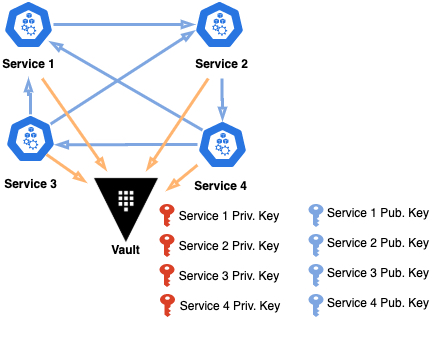 Service 1
Service 2
Service 3
Service 4
Vault
Service 1 Priv. Key
Service 1 Pub. Key
Service 2 Priv. Key
Service 2 Pub. Key
Service 3 Priv. Key
Service 3 Pub. Key
Service 4 Priv. Key
Service 4 Pub. Key